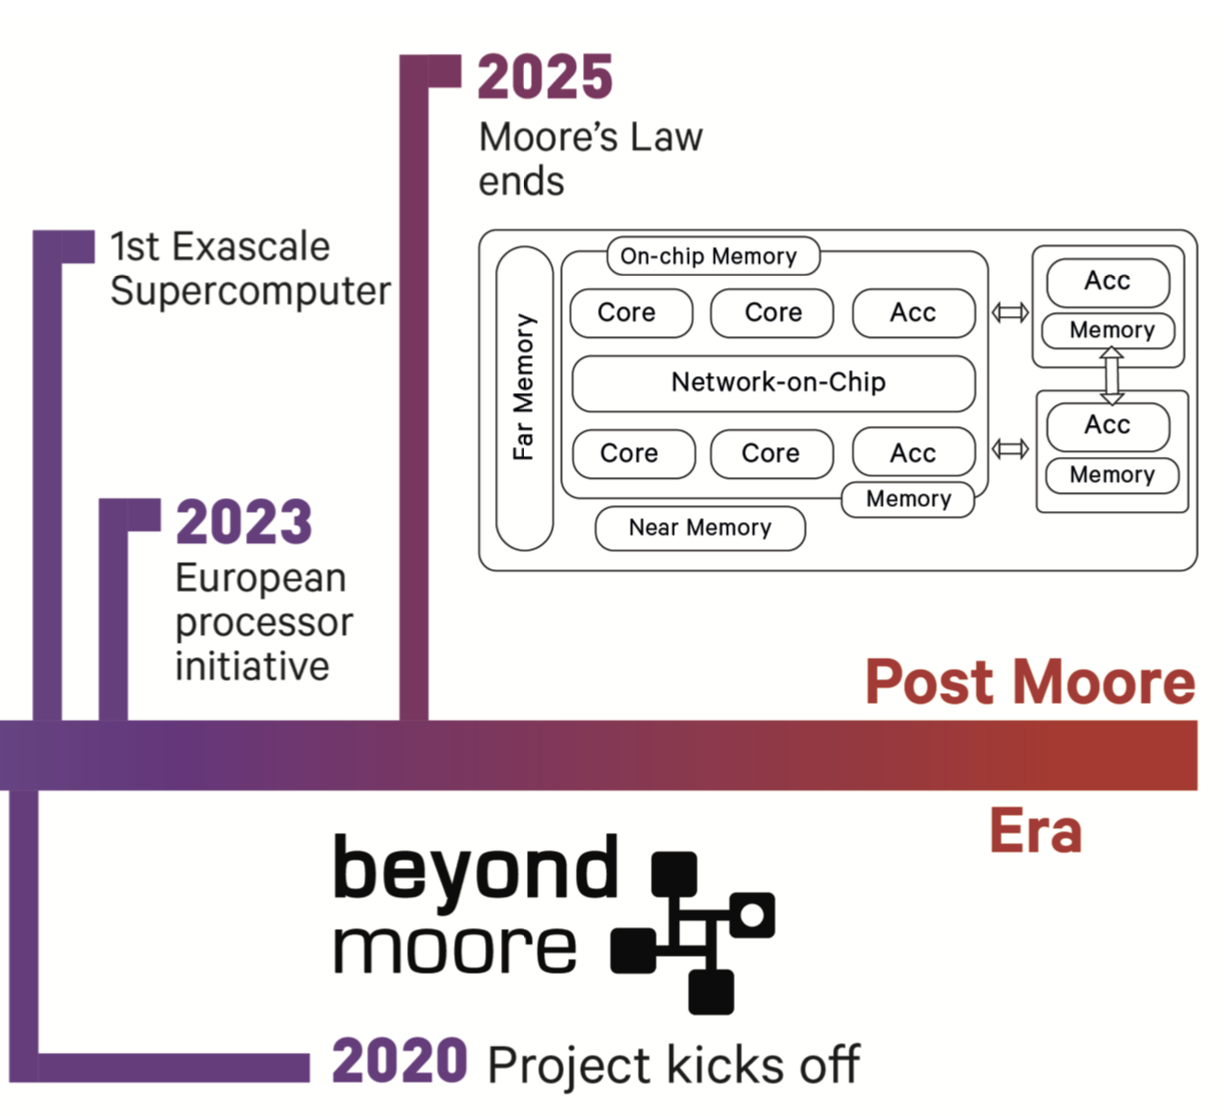 2025
Moore's Law
ends
1st Exascale
Supercomputer
2023
European
processor
initiative
Far Memory
On-chip Memory
Core
Core
Acc
Network-on-Chip
Core
Core
Acc
Memory
Near Memory
Acc
Memory
Acc
Memory
Post Moore
Era
beyond
moore
2020 Project kicks off